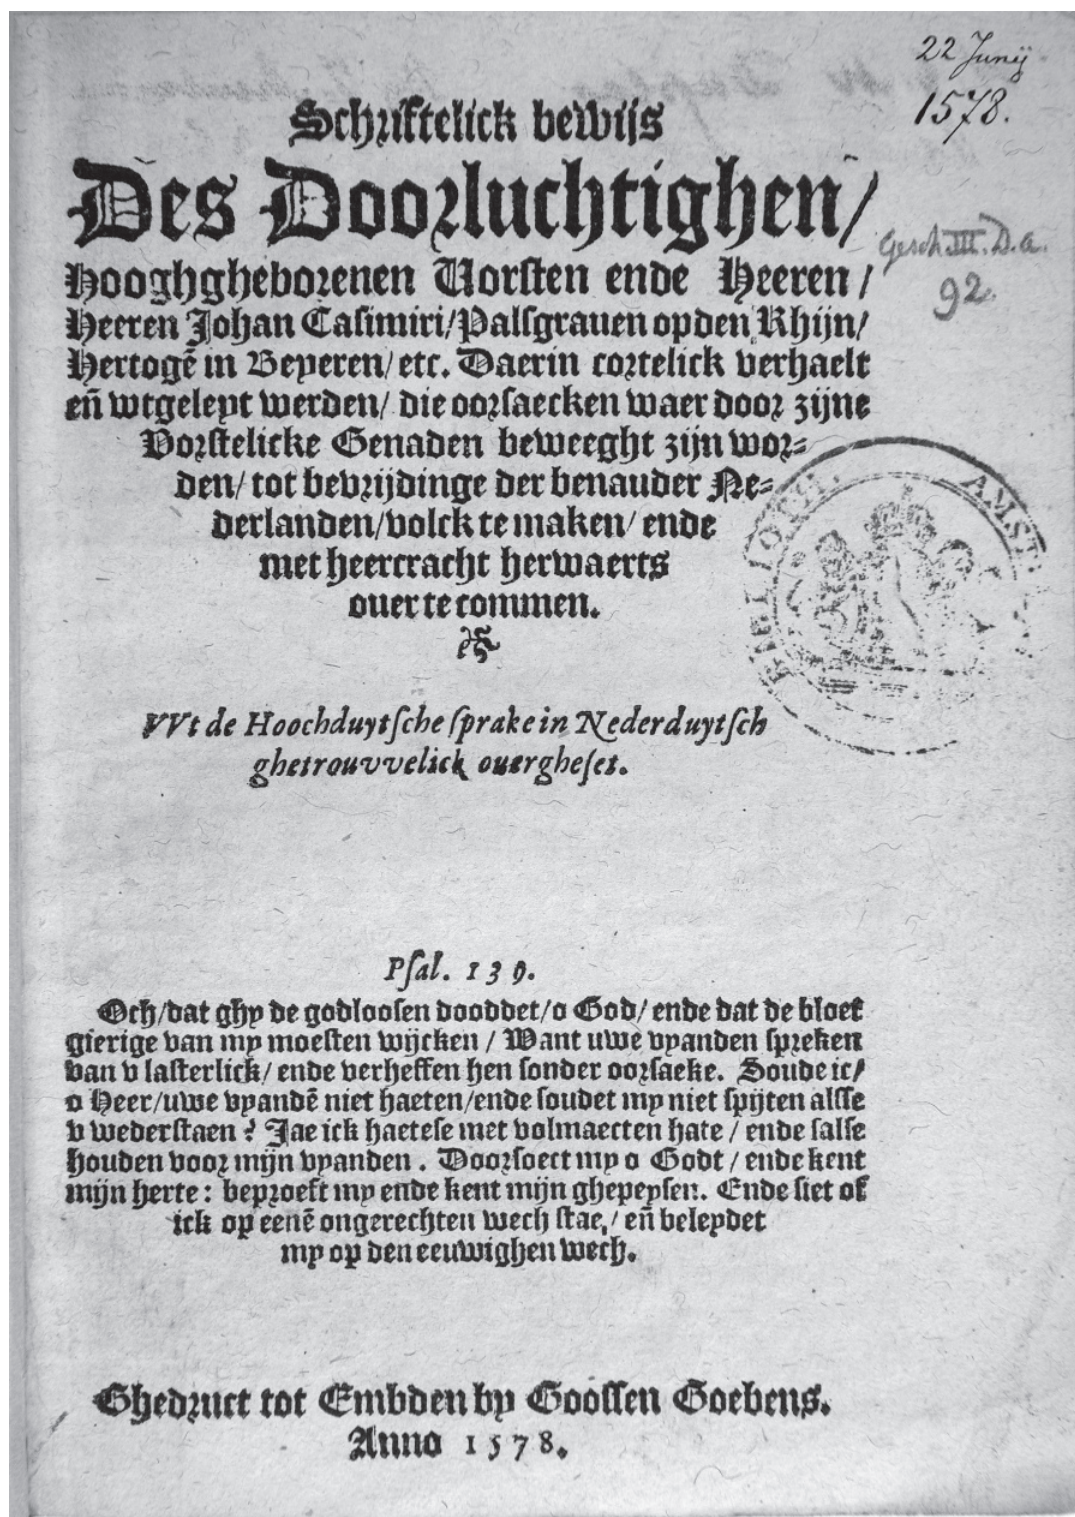 22 Junij
1578.
Schriftelick bewijs
Des Doorluchtighen/
Hooghgheborenen Vorsten ende Heeren /
Heeren Johan Casimiri/Palsgrauen op den Rhijn/
Hertogē in Beyeren/ etc. Daerin cortelick verhaelt
eñ wtgeleyt werden/ die oorsaecken waer door zijne
Vorstelicke Genaden beweeght zijn wor-
den/ tot bevrijdinge der benauder Ne-
derlanden/volck te maken/ ende
met heercracht herwaerts
ouer te commen.
Gesch. III. D.a.
92.
BIBL. AMST.
VVt de Hoochduytsche sprake in Nederduytsch
ghetrouvvelick ouergheset.
Psal. 139.
Och/dat ghy de godloosen dooddet/o God/ ende dat de bloet
gierige van my moesten wijcken / Want uwe vyanden spreken
van v lasterlick/ ende verheffen hen sonder oorsaeke. Soude ic/
o Heer/uwe vyandē niet haeten/ende soudet my niet spijten alsse
v wederstaen? Jae ick haetese met volmaecten hate / ende salse
houden voor mijn vyanden. Doorsoect my o Godt / ende kent
mijn herte: beproeft my ende kent mijn ghepeysen. Ende siet of
ick op eenē ongerechten wech stae,/ eñ beleydet
my op den eeuwighen wech.
Ghedruct tot Embden by Goossen Goebens.
Anno 1578.